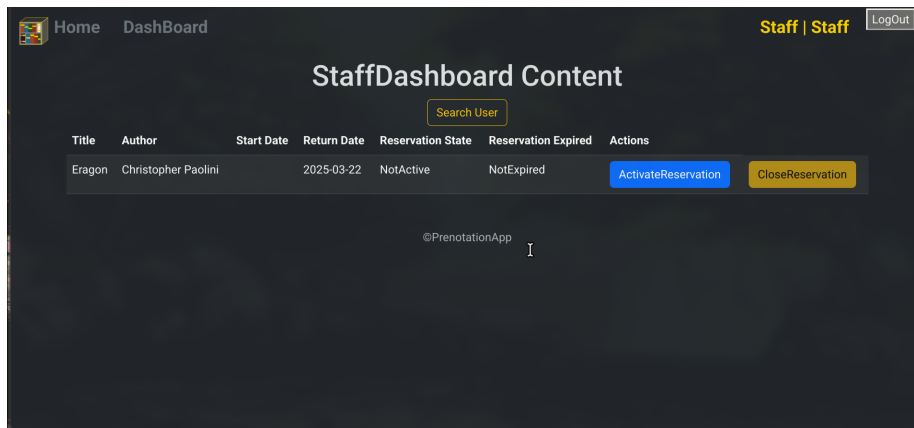 Home DashBoard Staff | Staff LogOut
StaffDashboard Content
Search User
Title Author Start Date Return Date Reservation State Reservation Expired Actions
Eragon Christopher Paolini 2025-03-22 NotActive NotExpired ActivateReservation CloseReservation
©PrenotationApp